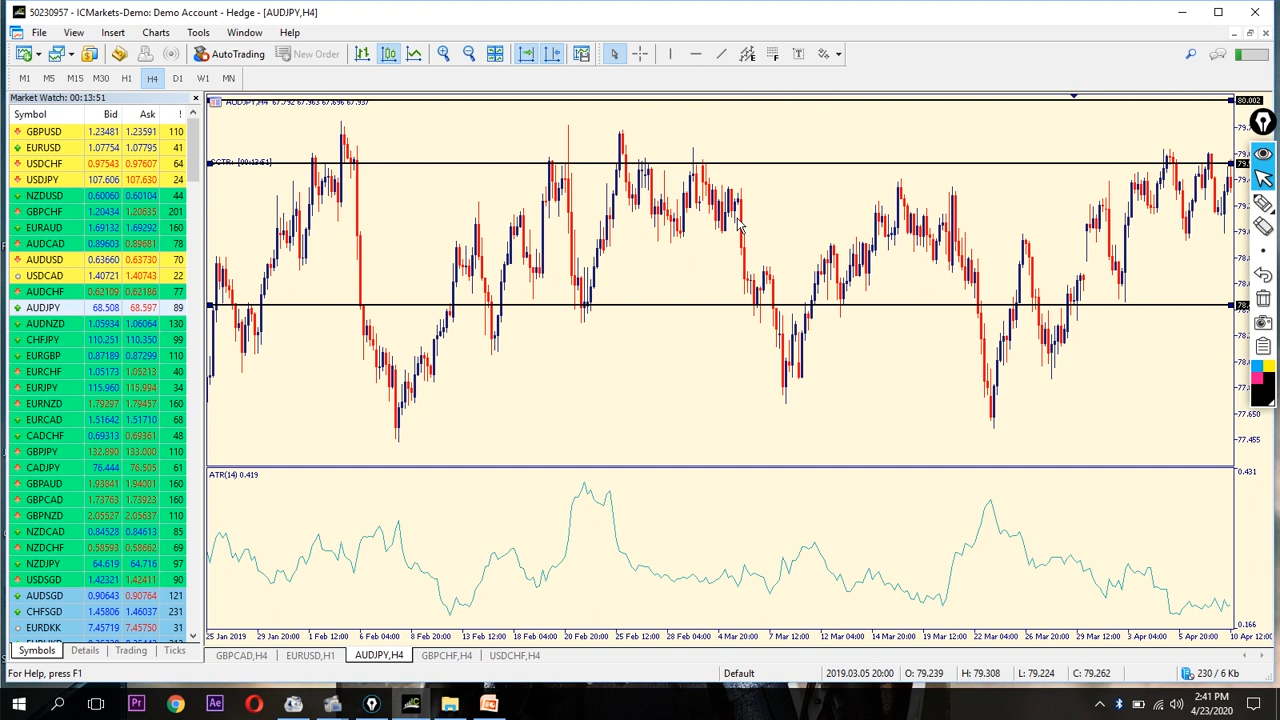 50230957 - ICMarkets-Demo: Demo Account - Hedge - [AUDJPY,H4]
File View Insert Charts Tools Window Help
AutoTrading New Order
M1 M5 M15 M30 H1 H4 D1 W1 MN
Market Watch: 00:13:51
Symbol Bid Ask !
GBPUSD 1.23481 1.23591 110
EURUSD 1.07754 1.07795 41
USDCHF 0.97543 0.97607 64
USDJPY 107.606 107.630 24
NZDUSD 0.60060 0.60104 44
GBPCHF 1.20434 1.20635 201
EURAUD 1.69132 1.69292 160
AUDCAD 0.89603 0.89681 78
AUDUSD 0.63660 0.63730 70
USDCAD 1.40721 1.40743 22
AUDCHF 0.62109 0.62186 77
AUDJPY 68.508 68.597 89
AUDNZD 1.05934 1.06064 130
CHFJPY 110.251 110.350 99
EURGBP 0.87189 0.87299 110
EURCHF 1.05173 1.05213 40
EURJPY 115.960 115.994 34
EURNZD 1.79297 1.79457 160
EURCAD 1.51642 1.51710 68
CADCHF 0.69313 0.69361 48
GBPJPY 132.890 133.000 110
CADJPY 76.444 76.505 61
GBPAUD 1.93841 1.94001 160
GBPCAD 1.73763 1.73923 160
GBPNZD 2.05527 2.05637 110
NZDCAD 0.84528 0.84613 85
NZDCHF 0.58593 0.58662 69
NZDJPY 64.619 64.716 97
USDSGD 1.42321 1.42411 90
AUDSGD 0.90643 0.90764 121
CHFSGD 1.45806 1.46037 231
EURDKK 7.45719 7.45750 31
Symbols Details Trading Ticks
AUDJPY,H4 67.792 67.963 67.696 67.937
[00:13:51]
80.002
77.650
77.455
ATR(14) 0.419
0.431
0.166
25 Jan 2019 29 Jan 20:00 1 Feb 12:00 6 Feb 04:00 8 Feb 20:00 13 Feb 12:00 18 Feb 04:00 20 Feb 20:00 25 Feb 12:00 28 Feb 04:00 4 Mar 20:00 7 Mar 12:00 12 Mar 04:00 14 Mar 20:00 19 Mar 12:00 22 Mar 04:00 26 Mar 20:00 29 Mar 12:00 3 Apr 04:00 5 Apr 20:00 10 Apr 12:00
GBPCAD,H4 EURUSD,H1 AUDJPY,H4 GBPCHF,H4 USDCHF,H4
For Help, press F1 Default 2019.03.05 20:00 O: 79.239 H: 79.308 L: 79.224 C: 79.262 230 / 6 Kb
Pr Ae
2:41 PM
4/23/2020